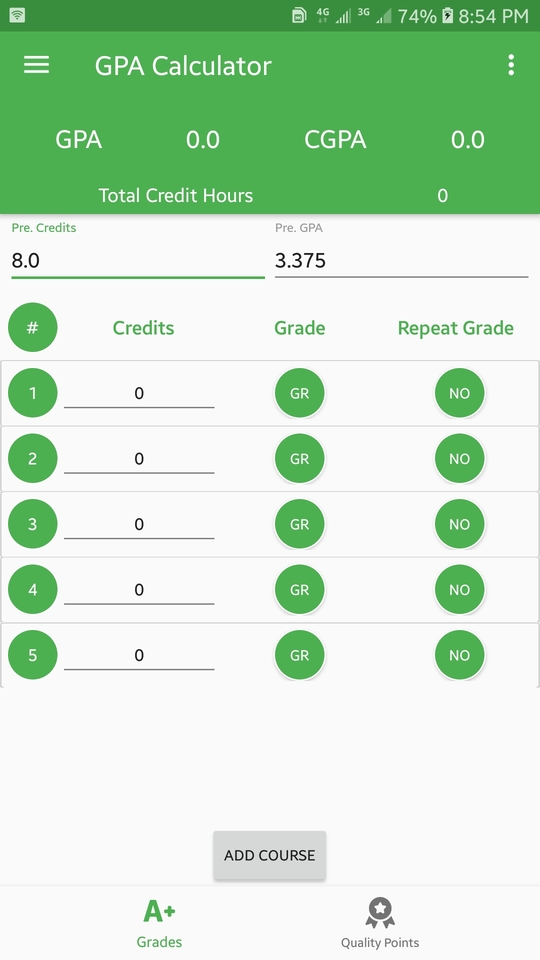 4G 3G 74% 8:54 PM
GPA Calculator
GPA 0.0 CGPA 0.0
Total Credit Hours 0
Pre. Credits Pre. GPA
8.0 3.375
# Credits Grade Repeat Grade
1 0 GR NO
2 0 GR NO
3 0 GR NO
4 0 GR NO
5 0 GR NO
ADD COURSE
A+
Grades Quality Points